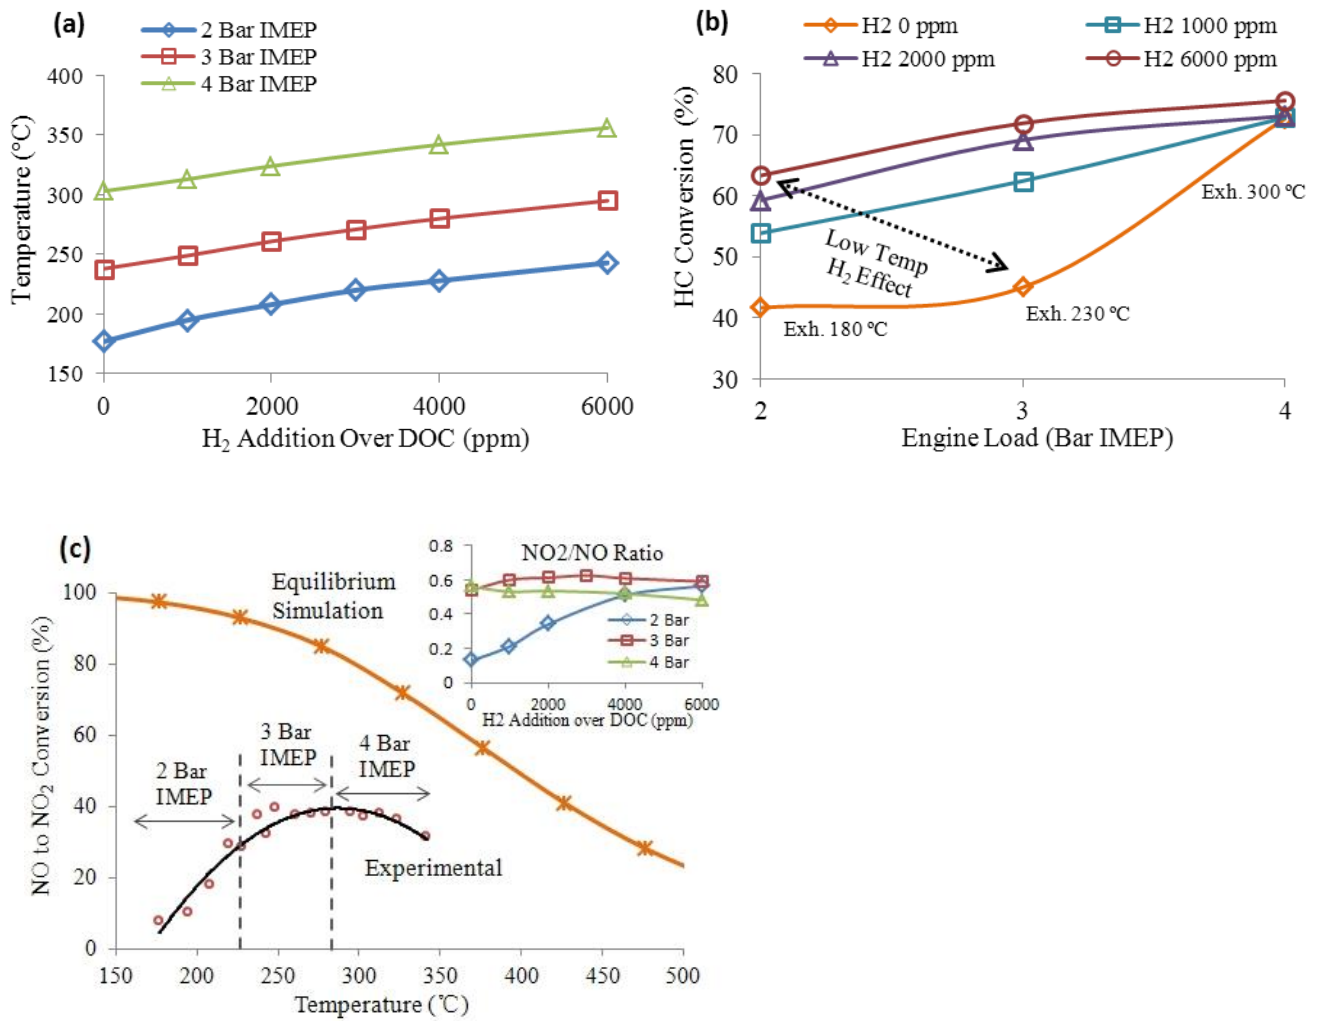 (a)
2 Bar IMEP
3 Bar IMEP
4 Bar IMEP
Temperature (°C)
400
350
300
250
200
150
0
2000
4000
6000
H2 Addition Over DOC (ppm)
(b)
H2 0 ppm
H2 1000 ppm
H2 2000 ppm
H2 6000 ppm
HC Conversion (%)
80
70
60
50
40
30
Exh. 300 ºC
Low Temp
H2 Effect
Exh. 180 ºC
Exh. 230 ºC
2
3
4
Engine Load (Bar IMEP)
(c)
NO to NO2 Conversion (%)
100
80
60
40
20
0
Equilibrium
Simulation
NO2/NO Ratio
0.8
0.6
0.4
0.2
0
2 Bar
3 Bar
4 Bar
0
2000
4000
6000
H2 Addition over DOC (ppm)
2 Bar
IMEP
3 Bar
IMEP
4 Bar
IMEP
Experimental
150
200
250
300
350
400
450
500
Temperature (℃)